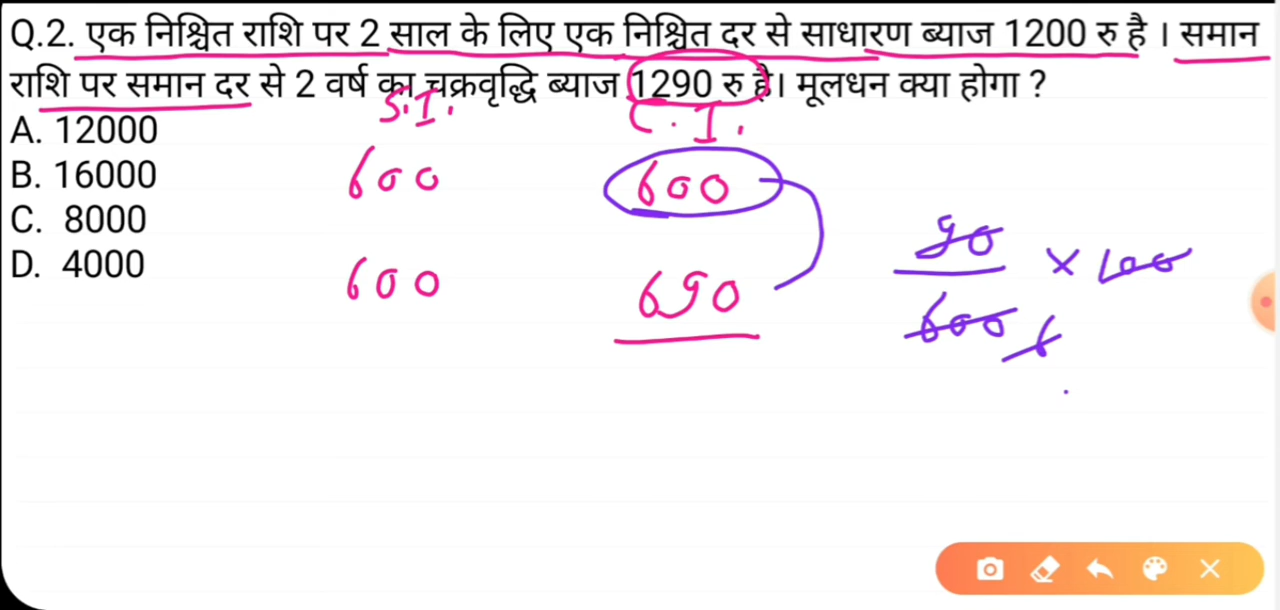 Q.2. एक निश्चित राशि पर 2 साल के लिए एक निश्चित दर से साधारण ब्याज 1200 रु है । समान
राशि पर समान दर से 2 वर्ष का चक्रवृद्धि ब्याज 1290 रु है। मूलधन क्या होगा ?
S.I. C.I.
A. 12000
B. 16000
600 600
C. 8000
90 × 100
D. 4000
600 690
600 6